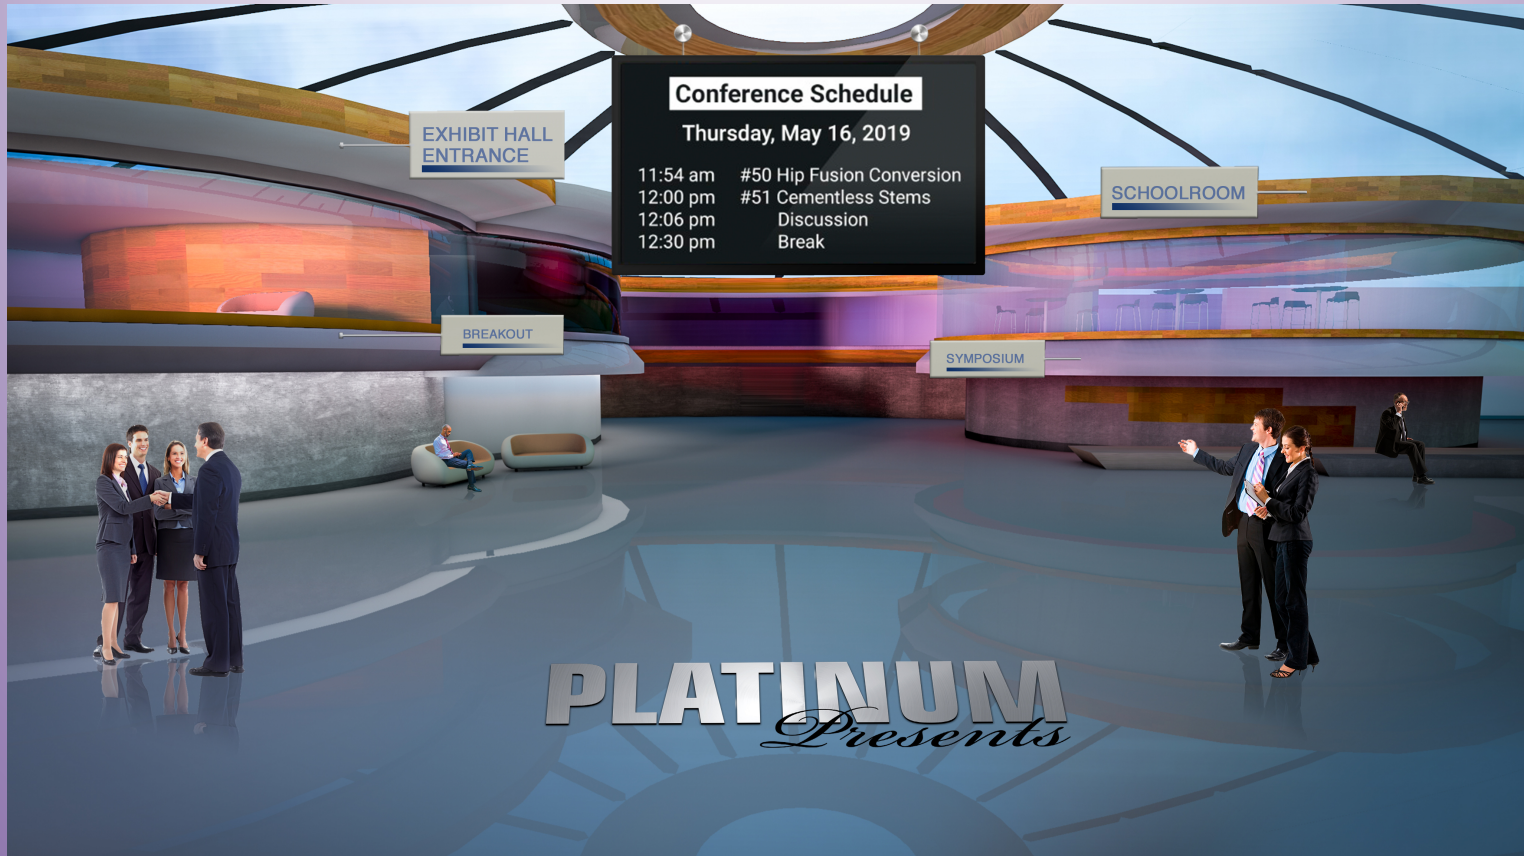 Conference Schedule
Thursday, May 16, 2019
11:54 am #50 Hip Fusion Conversion
12:00 pm #51 Cementless Stems
12:06 pm Discussion
12:30 pm Break
EXHIBIT HALL
ENTRANCE
SCHOOLROOM
BREAKOUT
SYMPOSIUM
PLATINUM
Presents